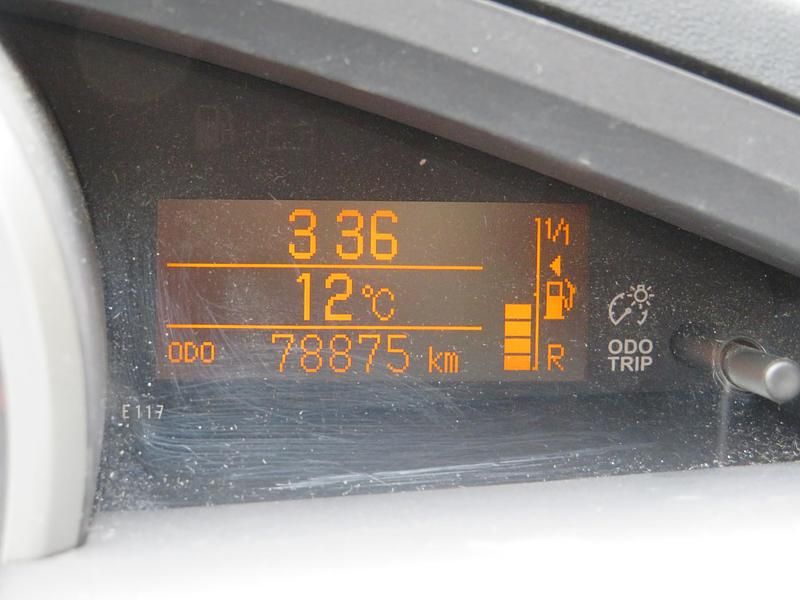 3 36
1/1
12°C
ODO 78875 km
R
ODO
TRIP
E117